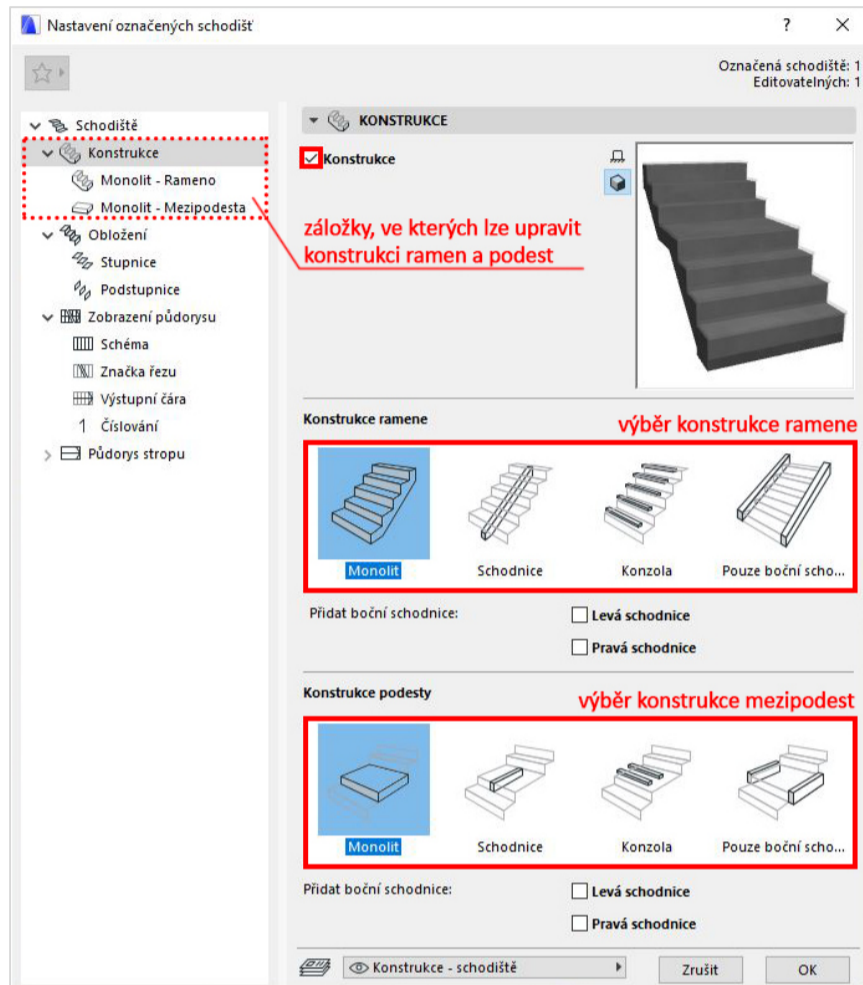 Nastavení označených schodišť
?
Označená schodiště: 1
Editovatelných: 1
Schodiště
Konstrukce
Monolit - Rameno
Monolit - Mezipodesta
Obložení
Stupnice
Podstupnice
Zobrazení půdorysu
Schéma
Značka řezu
Výstupní čára
1 Číslování
Půdorys stropu
KONSTRUKCE
Konstrukce
záložky, ve kterých lze upravit
konstrukci ramen a podest
Konstrukce ramene
výběr konstrukce ramene
Monolit
Schodnice
Konzola
Pouze boční scho...
Přidat boční schodnice:
Levá schodnice
Pravá schodnice
Konstrukce podesty
výběr konstrukce mezipodest
Monolit
Schodnice
Konzola
Pouze boční scho...
Přidat boční schodnice:
Levá schodnice
Pravá schodnice
Konstrukce - schodiště
Zrušit
OK